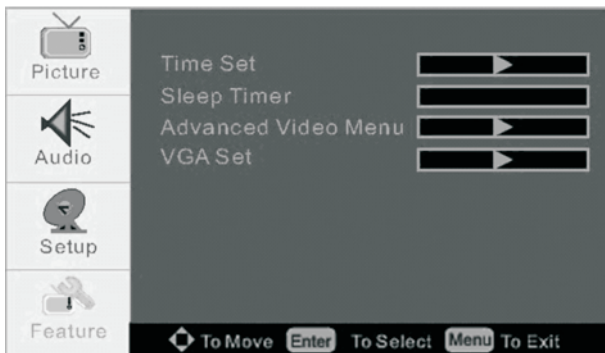 Picture
Audio
Setup
Feature
Time Set
Sleep Timer
Advanced Video Menu
VGA Set
To Move Enter To Select Menu To Exit